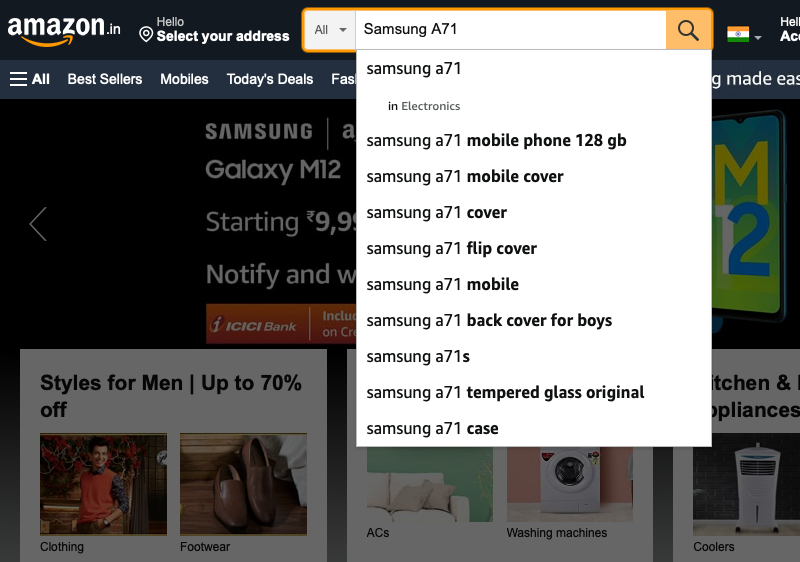 amazon.in
Hello
Select your address
All
Samsung A71
Hell
Acc
All
Best Sellers
Mobiles
Today's Deals
Fas
g made eas
samsung a71
in Electronics
samsung a71 mobile phone 128 gb
samsung a71 mobile cover
samsung a71 cover
samsung a71 flip cover
samsung a71 mobile
samsung a71 back cover for boys
samsung a71s
samsung a71 tempered glass original
samsung a71 case
SAMSUNG
Galaxy M12
Starting ₹9,99
Notify and w
ICICI Bank
Inclu
on Cre
M
12
Styles for Men | Up to 70%
off
Clothing
Footwear
ACs
Washing machines
itchen &
ppliances
Coolers